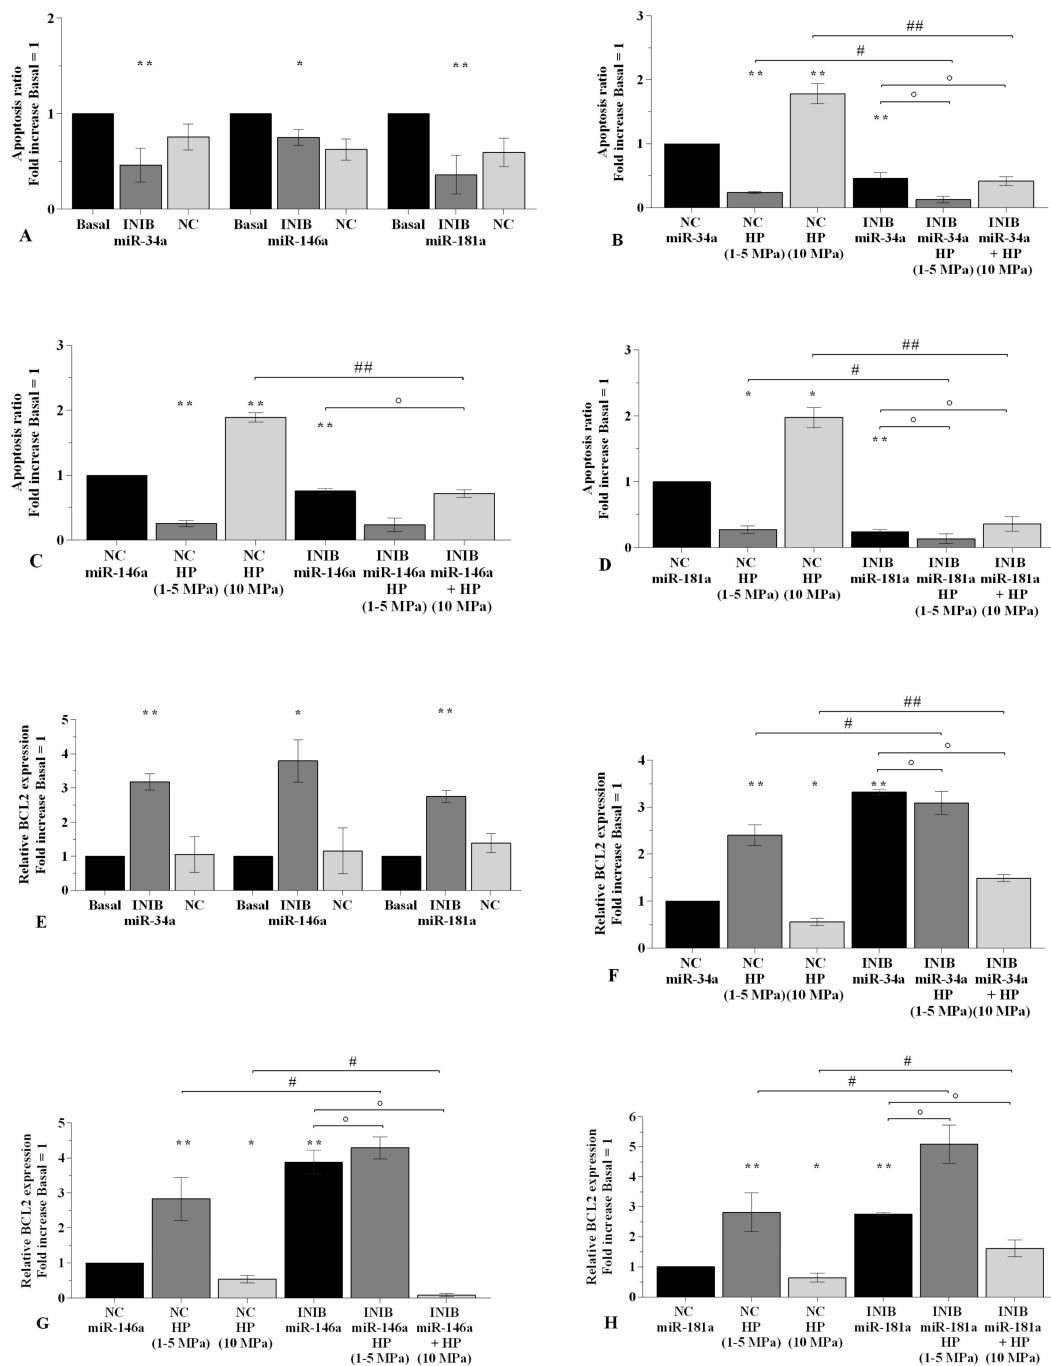 Apoptosis ratio
Fold increase Basal = 1
2
1
0
** * **
Basal INIB NC Basal INIB NC Basal INIB NC
miR-34a miR-146a miR-181a
A
Apoptosis ratio
Fold increase Basal = 1
3
2
1
0
##
#
** ** ° °
**
NC NC NC INIB INIB INIB
miR-34a HP HP miR-34a miR-34a miR-34a
(1-5 MPa) (10 MPa) HP + HP
(1-5 MPa) (10 MPa)
B
Apoptosis ratio
Fold increase Basal = 1
3
2
1
0
##
°
** ** **
NC NC NC INIB INIB INIB
miR-146a HP HP miR-146a miR-146a miR-146a
(1-5 MPa) (10 MPa) HP + HP
(1-5 MPa) (10 MPa)
C
Apoptosis ratio
Fold increase Basal = 1
3
2
1
0
##
#
* * ° °
**
NC NC NC INIB INIB INIB
miR-181a HP HP miR-181a miR-181a miR-181a
(1-5 MPa) (10 MPa) HP + HP
(1-5 MPa) (10 MPa)
D
Relative BCL2 expression
Fold increase Basal = 1
5
4
3
2
1
0
** * **
Basal INIB NC Basal INIB NC Basal INIB NC
miR-34a miR-146a miR-181a
E
Relative BCL2 expression
Fold increase Basal = 1
4
3
2
1
0
##
#
° °
** * **
NC NC NC INIB INIB INIB
miR-34a HP HP miR-34a miR-34a miR-34a
(1-5 MPa) (10 MPa) HP + HP
(1-5 MPa) (10 MPa)
F
Relative BCL2 expression
Fold increase Basal = 1
5
4
3
2
1
0
#
#
° °
** * **
NC NC NC INIB INIB INIB
miR-146a HP HP miR-146a miR-146a miR-146a
(1-5 MPa) (10 MPa) HP + HP
(1-5 MPa) (10 MPa)
G
Relative BCL2 expression
Fold increase Basal = 1
6
5
4
3
2
1
0
#
#
° °
** * **
NC NC NC INIB INIB INIB
miR-181a HP HP miR-181a miR-181a miR-181a
(1-5 MPa) (10 MPa) HP + HP
(1-5 MPa) (10 MPa)
H